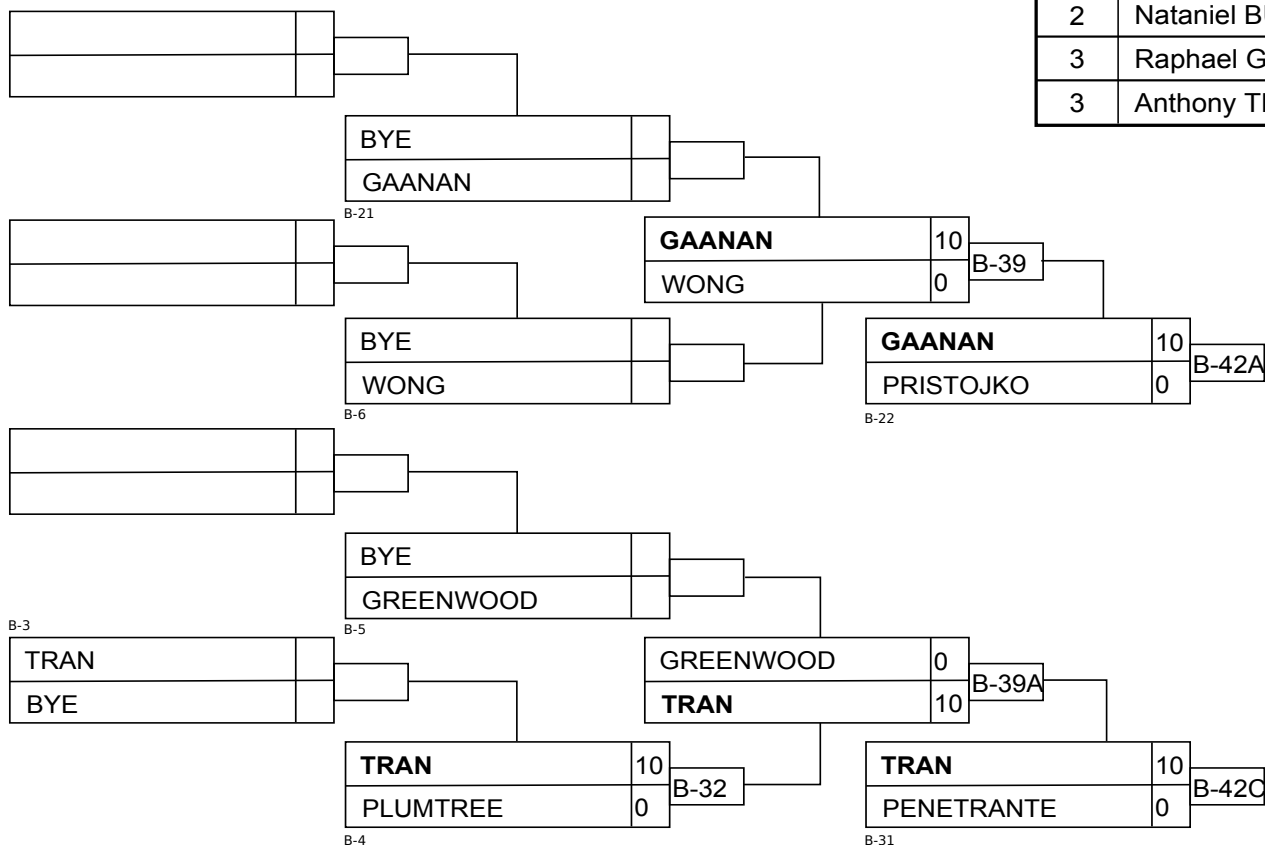 2 Nataniel
3 Raphael
3 Anthony
BYE
GAANAN
B-21
GAANAN 10
WONG 0
B-39
BYE
WONG
B-6
GAANAN 10
PRISTOJKO 0
B-42A
B-22
BYE
GREENWOOD
B-5
B-3
TRAN
BYE
GREENWOOD 0
TRAN 10
B-39A
TRAN 10
PLUMTREE 0
B-32
B-4
TRAN 10
PENETRANTE 0
B-42C
B-31